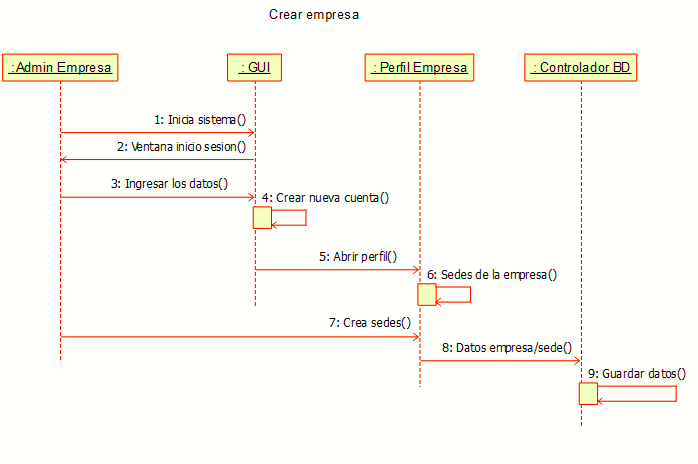 Crear empresa
_:Admin Empresa
_: GUI
_: Perfil Empresa
_: Controlador BD
1: Inicia sistema()
2: Ventana inicio sesion()
3: Ingresar los datos()
4: Crear nueva cuenta()
5: Abrir perfil()
6: Sedes de la empresa()
7: Crea sedes()
8: Datos empresa/sede()
9: Guardar datos()